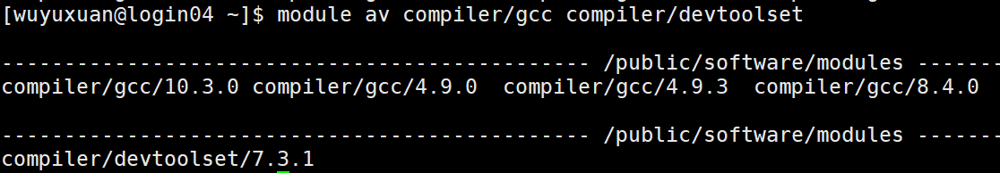 [wuyuxuan@login04 ~]$ module av compiler/gcc compiler/devtoolset
----------------------------------------------- /public/software/modules -------
compiler/gcc/10.3.0 compiler/gcc/4.9.0  compiler/gcc/4.9.3  compiler/gcc/8.4.0
----------------------------------------------- /public/software/modules -------
compiler/devtoolset/7.3.1